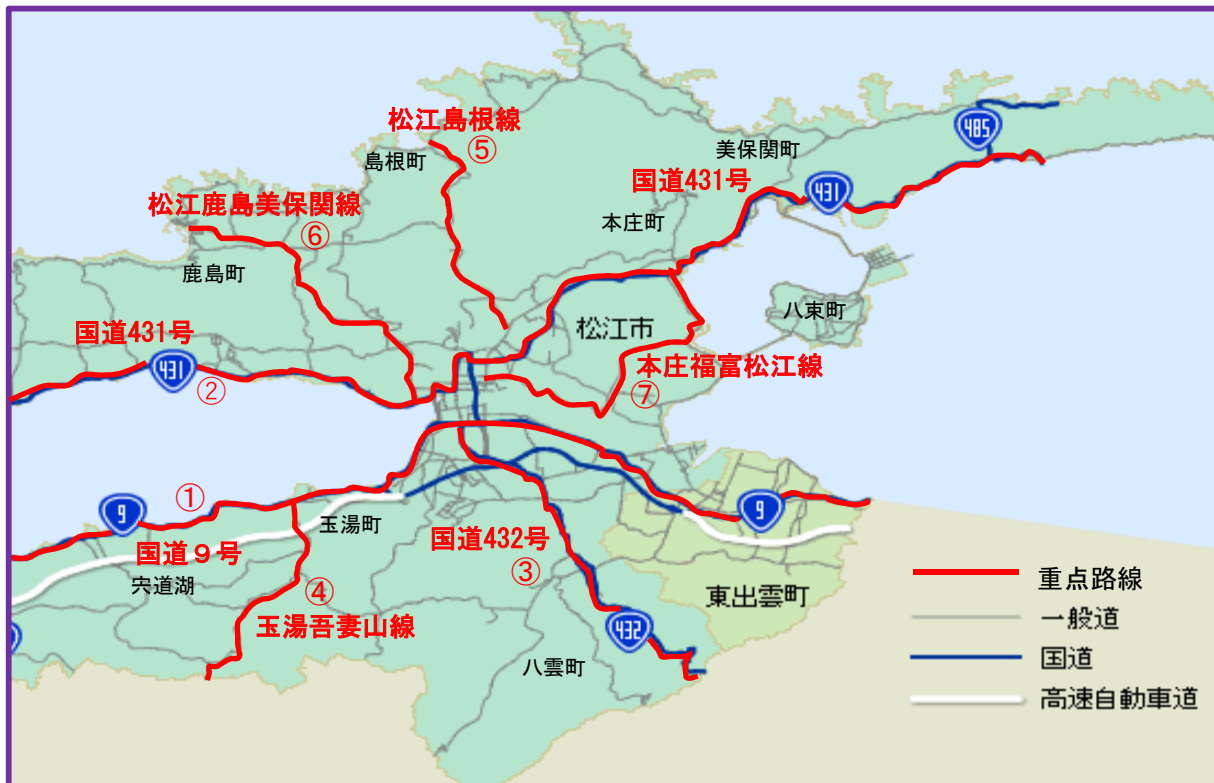 松江島根線
⑤
島根町
485
美保関町
国道431号
431
松江鹿島美保関線
⑥
本庄町
鹿島町
八束町
国道431号
431
②
松江市
本庄福富松江線
⑦
①
9
玉湯町
9
国道9号
宍道湖
国道432号
③
④
玉湯吾妻山線
東出雲町
432
八雲町
重点路線
一般道
国道
高速自動車道